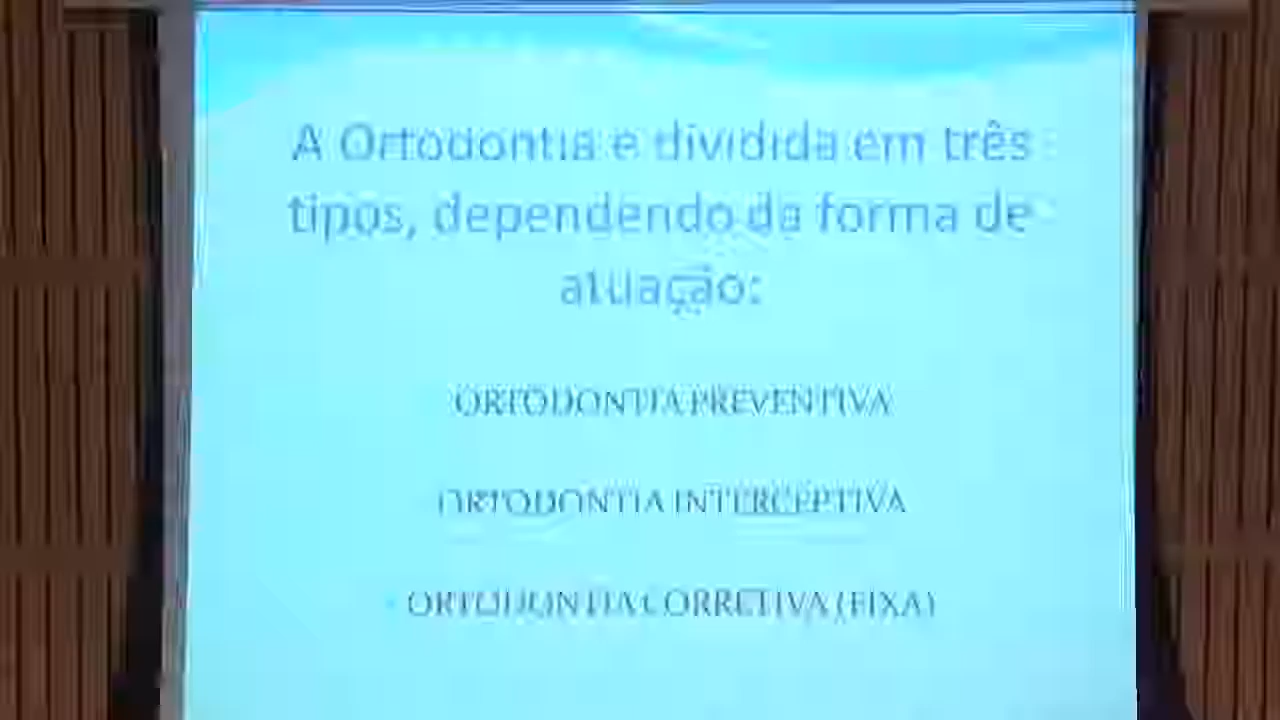 A Ortodontia é dividida em três
tipos, dependendo da forma de
atuação:
ORTODONTIA PREVENTIVA
ORTODONTIA INTERCEPTIVA
ORTODONTIA CORRETIVA (FIXA)